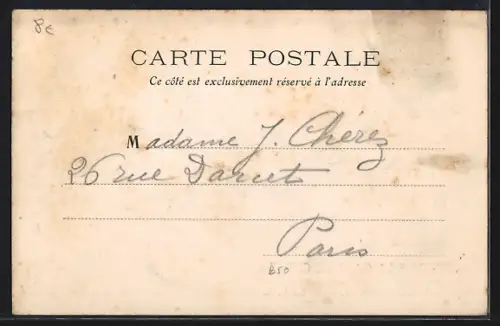 8€
CARTE POSTALE
Ce côté est exclusivement réservé à l'adresse
Madame J. Chérez
26 rue Darcet
Paris
B50